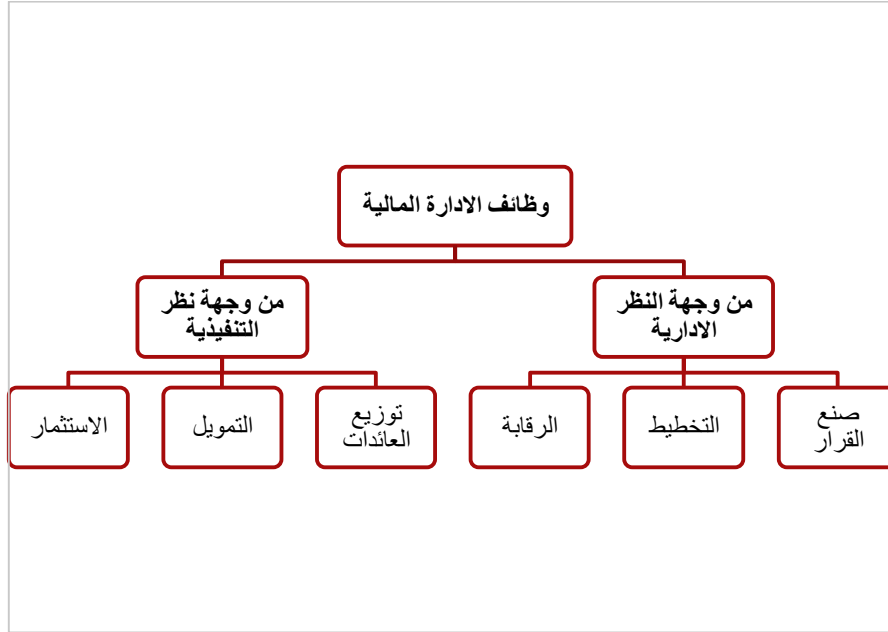 وظائف الادارة المالية
من وجهة النظر
الادارية
من وجهة نظر
التنفيذية
صنع
القرار
التخطيط
الرقابة
توزيع
العائدات
التمويل
الاستثمار